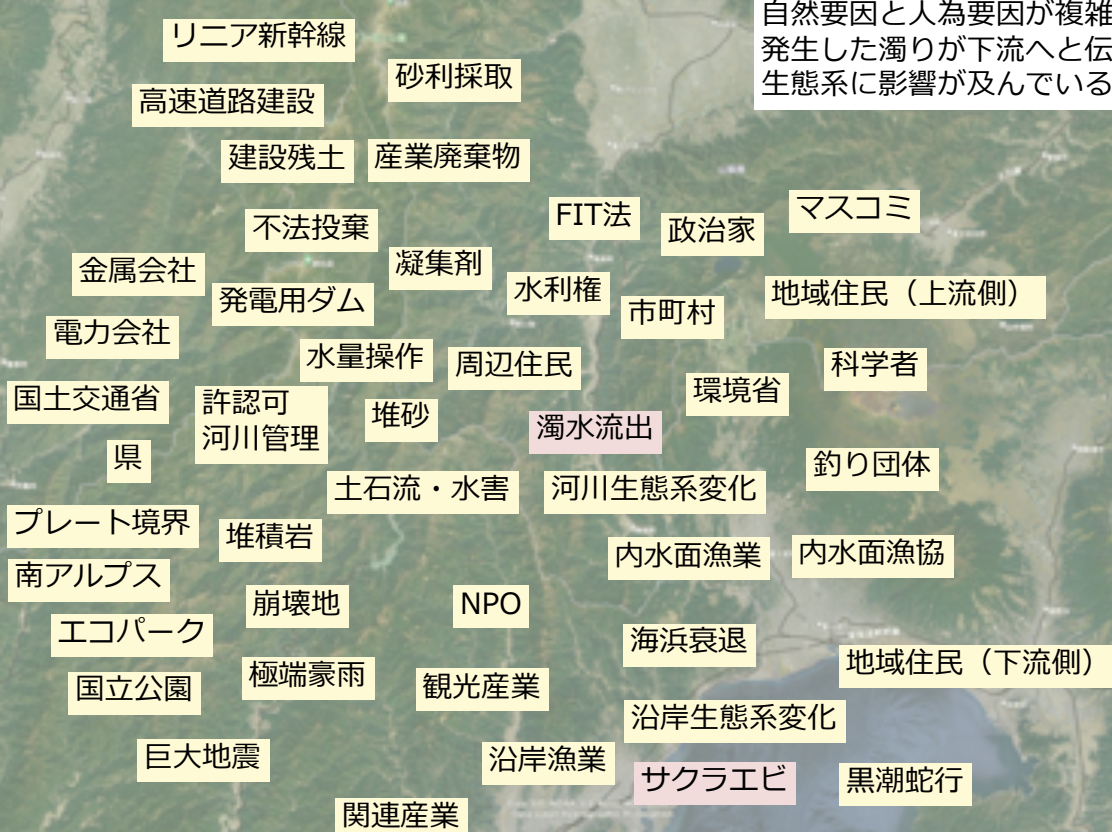 自然要因と人為要因が複雑
発生した濁りが下流へと伝
生態系に影響が及んでいる
リニア新幹線
砂利採取
高速道路建設
建設残土
産業廃棄物
FIT法
マスコミ
不法投棄
政治家
金属会社
凝集剤
発電用ダム
水利権
地域住民（上流側）
市町村
電力会社
水量操作
周辺住民
科学者
国土交通省
許認可
河川管理
堆砂
環境省
濁水流出
県
釣り団体
土石流・水害
河川生態系変化
プレート境界
堆積岩
内水面漁業
内水面漁協
南アルプス
崩壊地
NPO
エコパーク
海浜衰退
地域住民（下流側）
国立公園
極端豪雨
観光産業
沿岸生態系変化
巨大地震
沿岸漁業
サクラエビ
黒潮蛇行
関連産業